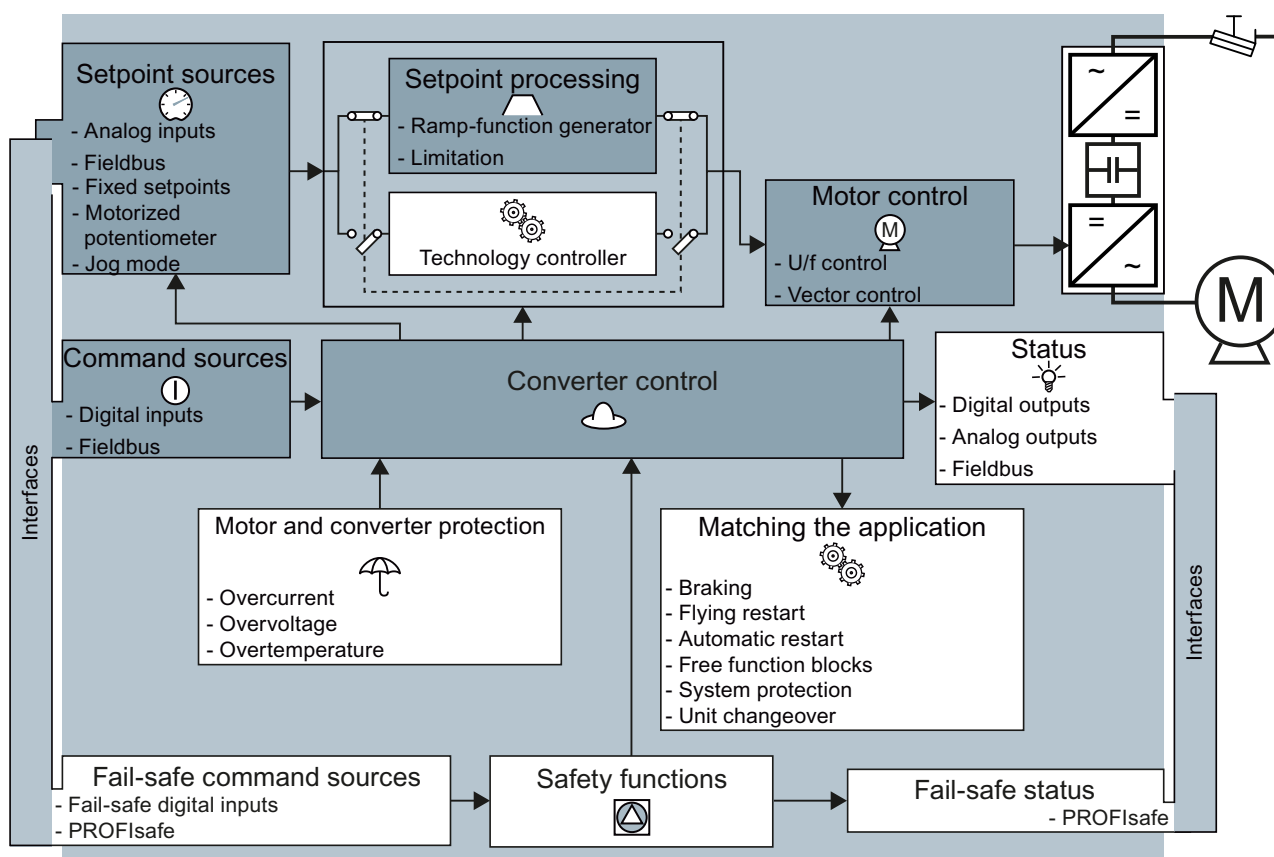 Setpoint sources
- Analog inputs
- Fieldbus
- Fixed setpoints
- Motorized
potentiometer
- Jog mode
Setpoint processing
- Ramp-function generator
- Limitation
Technology controller
Motor control
M
- U/f control
- Vector control
~
=
=
~
M
Command sources
- Digital inputs
- Fieldbus
Converter control
Status
- Digital outputs
- Analog outputs
- Fieldbus
Interfaces
Motor and converter protection
- Overcurrent
- Overvoltage
- Overtemperature
Matching the application
- Braking
- Flying restart
- Automatic restart
- Free function blocks
- System protection
- Unit changeover
Interfaces
Fail-safe command sources
- Fail-safe digital inputs
- PROFIsafe
Safety functions
Fail-safe status
- PROFIsafe